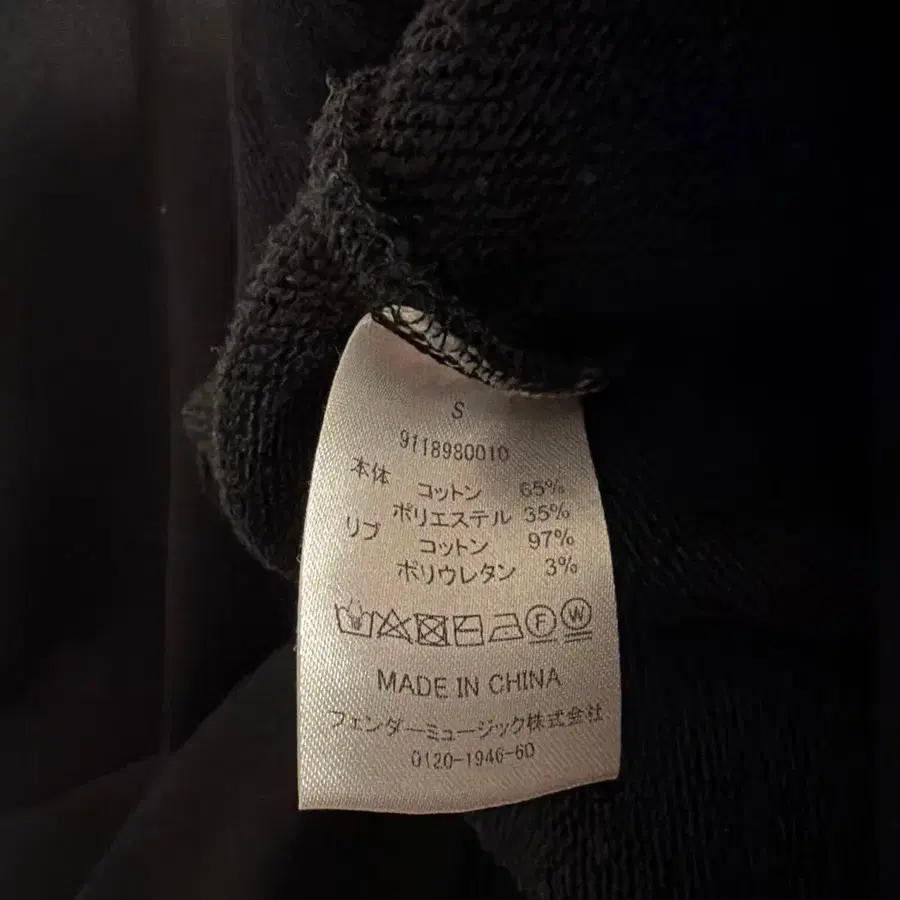 S
9118980010
本体 コットン 65%
ポリエステル 35%
リブ コットン 97%
ポリウレタン 3%
F W
MADE IN CHINA
フェンダーミュージック株式会社
0120-1946-60